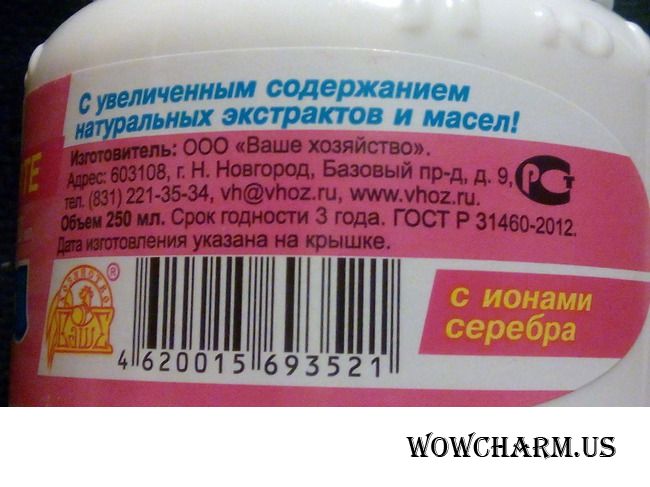 С увеличенным содержанием
натуральных экстрактов и масел!
Изготовитель: ООО «Ваше хозяйство».
Адрес: 603108, г. Н. Новгород, Базовый пр-д, д. 9,
тел. (831) 221-35-34, vh@vhoz.ru, www.vhoz.ru.
Объем 250 мл. Срок годности 3 года. ГОСТ Р 31460-2012.
Дата изготовления указана на крышке.
®
с ионами
серебра
4 620015 693521
WOWCHARM.US